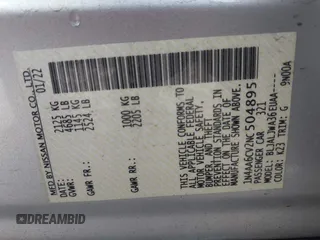 MFD BY NISSAN MOTOR CO., LTD.
01/22
GVWR: 2125 KG
4685 LB
GAWR FR: 1145 KG
2524 LB
GAWR RR: 1000 KG
2205 LB
THIS VEHICLE CONFORMS TO ALL
APPLICABLE FEDERAL
MOTOR VEHICLE SAFETY,
BUMPER AND THEFT PREVENTION
STANDARDS IN EFFECT ON THE DATE OF
MANUFACTURE SHOWN ABOVE.
1N4AA6CV2NC504895
PASSENGER CAR 321
MODEL: BL3ALJWA36EUAA-----
COLOR: K23 TRIM: G 9N00A